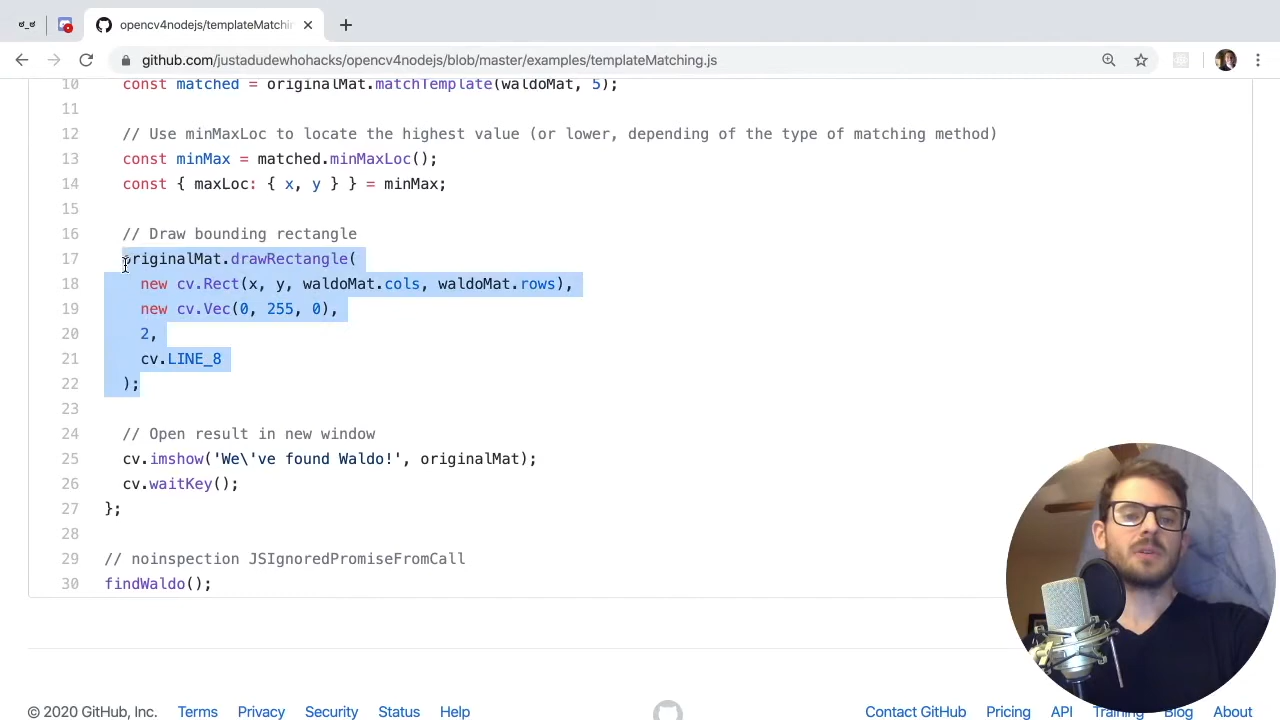 opencv4nodejs/templateMatchin
github.com/justadudewhohacks/opencv4nodejs/blob/master/examples/templateMatching.js
10 const matched = originalMat.matchTemplate(waldoMat, 5);
11
12 // Use minMaxLoc to locate the highest value (or lower, depending of the type of matching method)
13 const minMax = matched.minMaxLoc();
14 const { maxLoc: { x, y } } = minMax;
15
16 // Draw bounding rectangle
17 originalMat.drawRectangle(
18 new cv.Rect(x, y, waldoMat.cols, waldoMat.rows),
19 new cv.Vec(0, 255, 0),
20 2,
21 cv.LINE_8
22 );
23
24 // Open result in new window
25 cv.imshow('We\'ve found Waldo!', originalMat);
26 cv.waitKey();
27 };
28
29 // noinspection JSIgnoredPromiseFromCall
30 findWaldo();
© 2020 GitHub, Inc. Terms Privacy Security Status Help Contact GitHub Pricing API Training Blog About